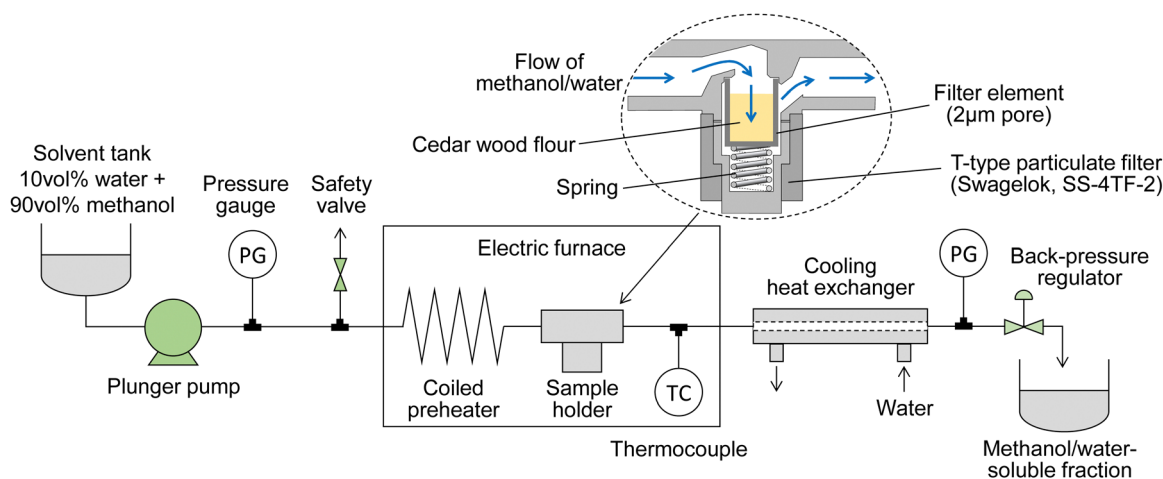 Flow of
methanol/water
Cedar wood flour
Spring
Filter element
(2μm pore)
T-type particulate filter
(Swagelok, SS-4TF-2)
Solvent tank
10vol% water +
90vol% methanol
Pressure
gauge
Safety
valve
PG
Plunger pump
Electric furnace
Coiled
preheater
Sample
holder
TC
Thermocouple
Cooling
heat exchanger
Water
PG
Back-pressure
regulator
Methanol/water-
soluble fraction